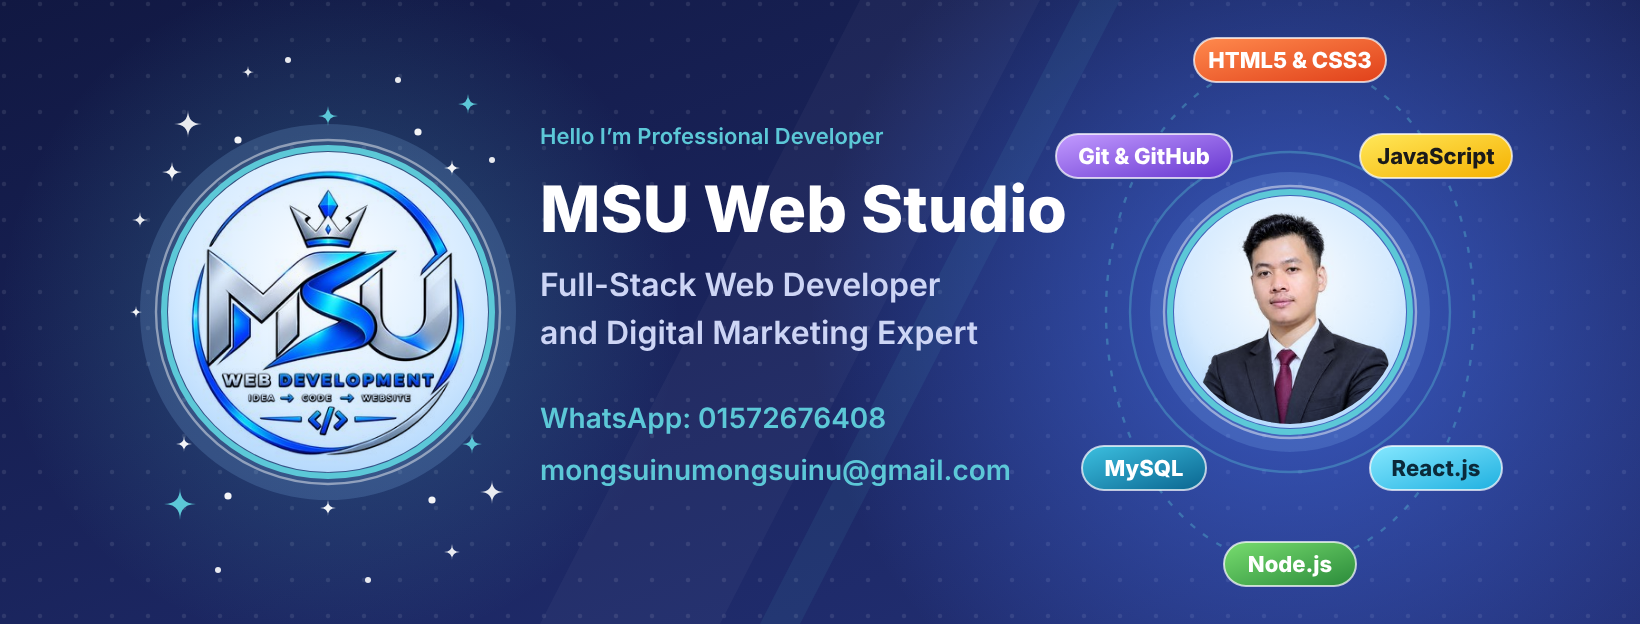 MSU
WEB DEVELOPMENT
IDEA → CODE → WEBSITE
</>
Hello I'm Professional Developer
MSU Web Studio
Full-Stack Web Developer
and Digital Marketing Expert
WhatsApp: 01572676408
mongsuinumongsuinu@gmail.com
HTML5 & CSS3
Git & GitHub
JavaScript
MySQL
React.js
Node.js